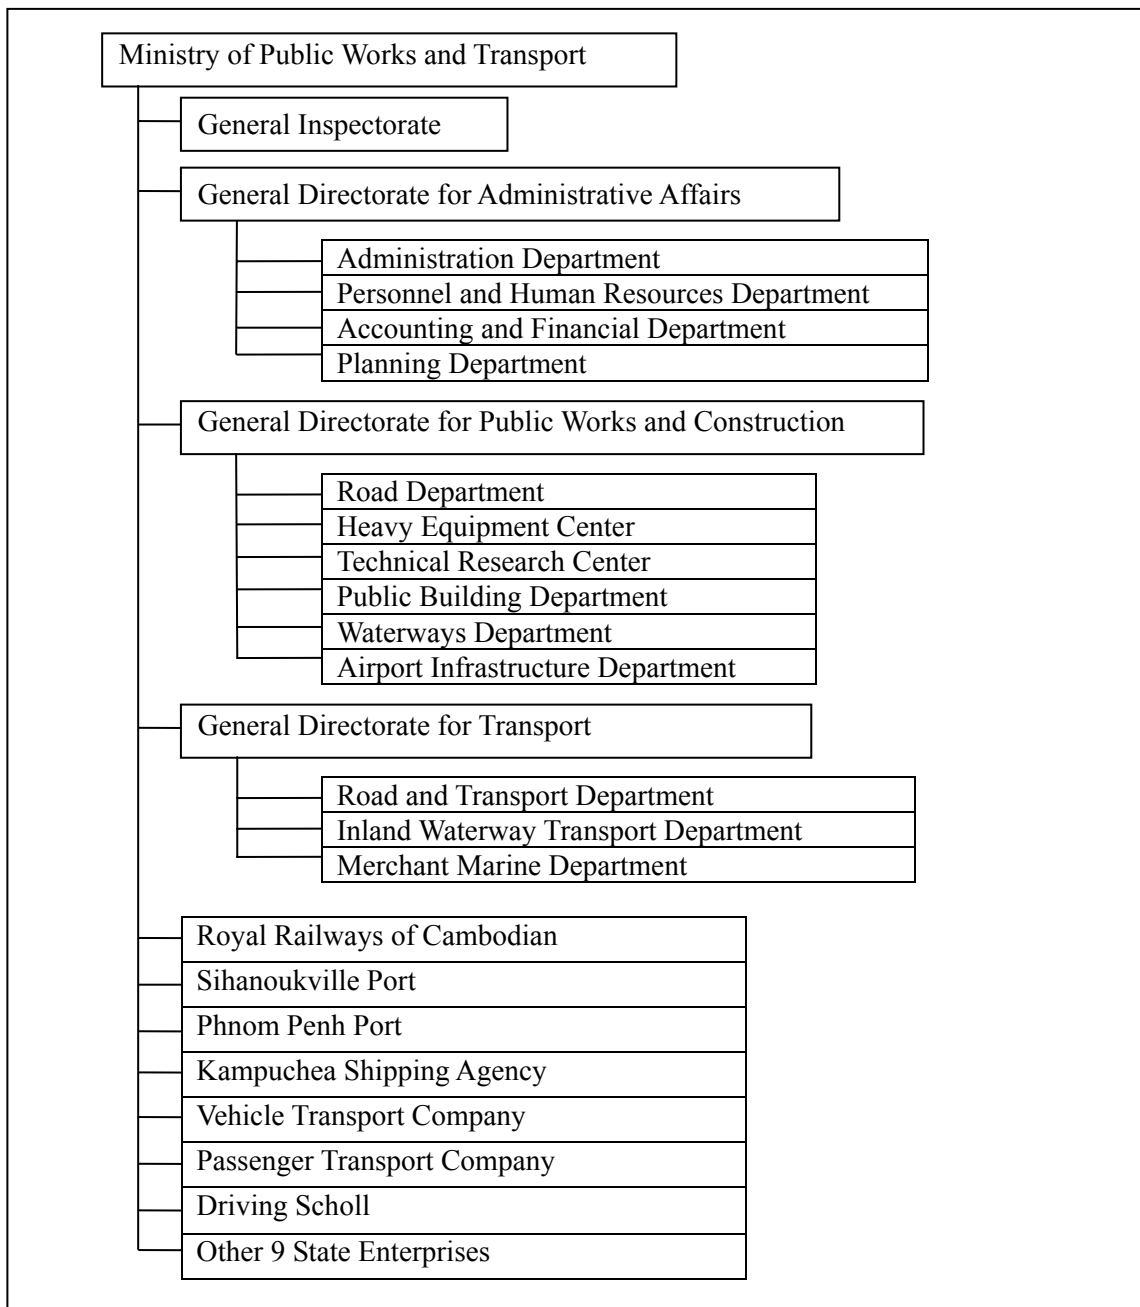 Ministry of Public Works and Transport
General Inspectorate
General Directorate for Administrative Affairs
Administration Department
Personnel and Human Resources Department
Accounting and Financial Department
Planning Department
General Directorate for Public Works and Construction
Road Department
Heavy Equipment Center
Technical Research Center
Public Building Department
Waterways Department
Airport Infrastructure Department
General Directorate for Transport
Road and Transport Department
Inland Waterway Transport Department
Merchant Marine Department
Royal Railways of Cambodian
Sihanoukville Port
Phnom Penh Port
Kampuchea Shipping Agency
Vehicle Transport Company
Passenger Transport Company
Driving Scholl
Other 9 State Enterprises